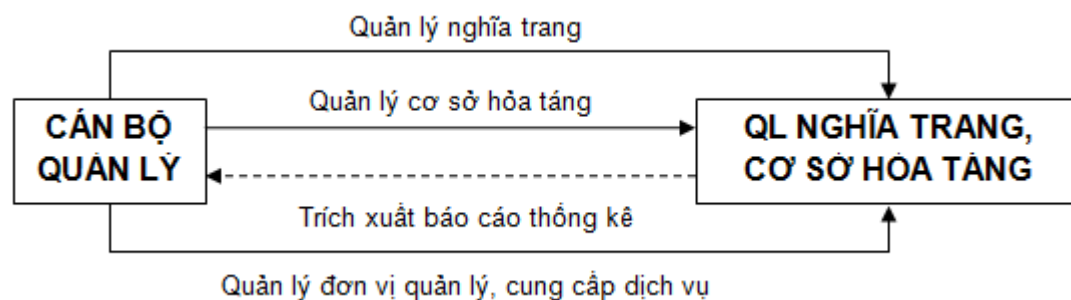 Quản lý nghĩa trang
Quản lý cơ sở hỏa táng
CÁN BỘ
QUẢN LÝ
QL NGHĨA TRANG,
CƠ SỞ HỎA TÁNG
Trích xuất báo cáo thống kê
Quản lý đơn vị quản lý, cung cấp dịch vụ